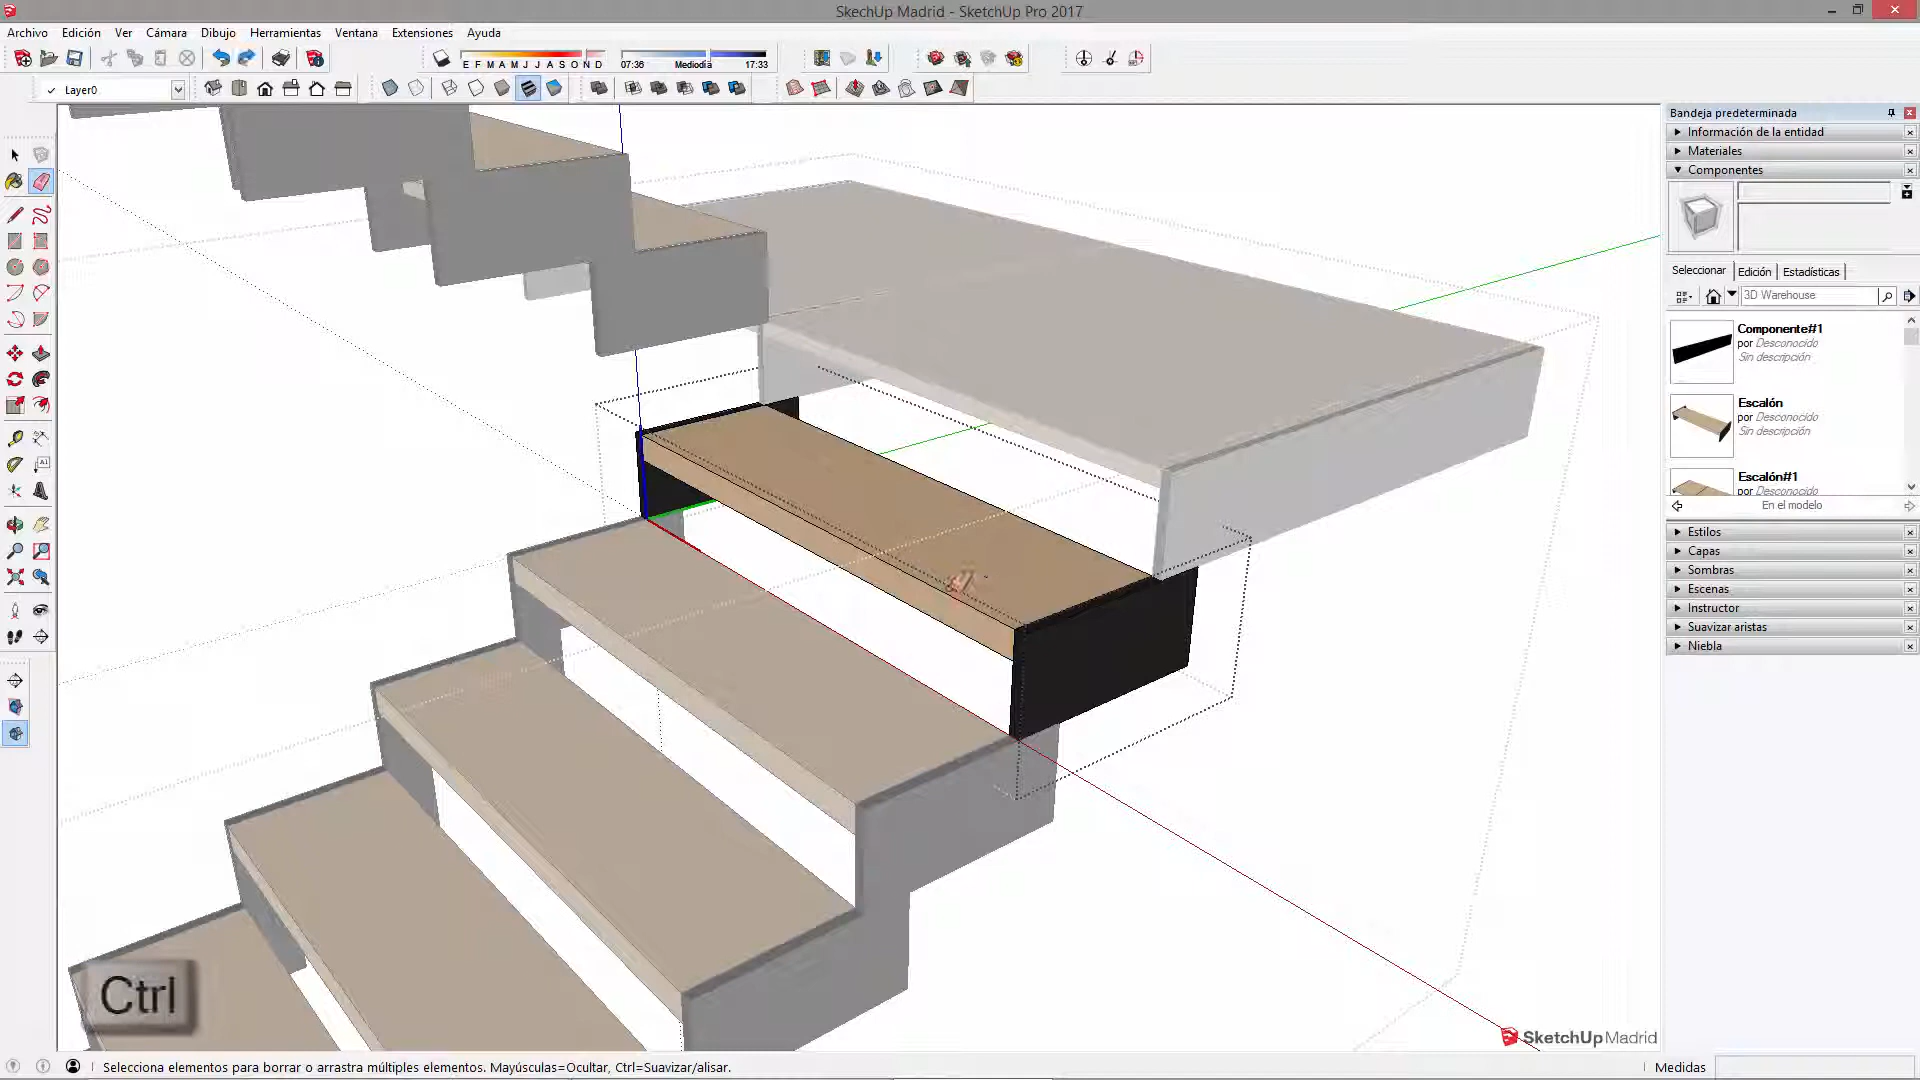 SkechUp Madrid - SketchUp Pro 2017
Archivo Edición Ver Cámara Dibujo Herramientas Ventana Extensiones Ayuda
E F M A M J J A S O N D
07:36 Mediodía 17:33
Layer0
Bandeja predeterminada
Información de la entidad
Materiales
Componentes
Seleccionar Edición Estadísticas
3D Warehouse
Componente#1
por Desconocido
Sin descripción
Escalón
por Desconocido
Sin descripción
Escalón#1
En el modelo
Estilos
Capas
Sombras
Escenas
Instructor
Suavizar aristas
Niebla
Ctrl
SketchUp Madrid
Selecciona elementos para borrar o arrastra múltiples elementos. Mayúsculas=Ocultar, Ctrl=Suavizar/alisar.
Medidas